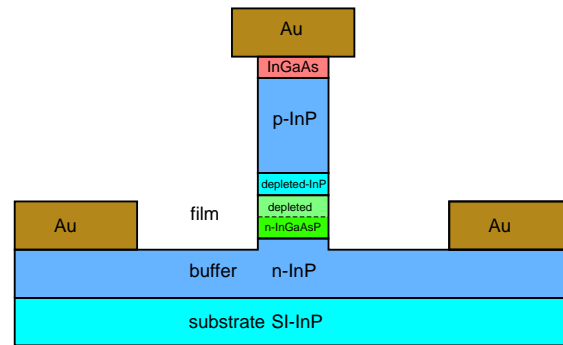 Au
InGaAs
p-InP
depleted-InP
depleted
n-InGaAsP
Au
film
Au
buffer n-InP
substrate SI-InP